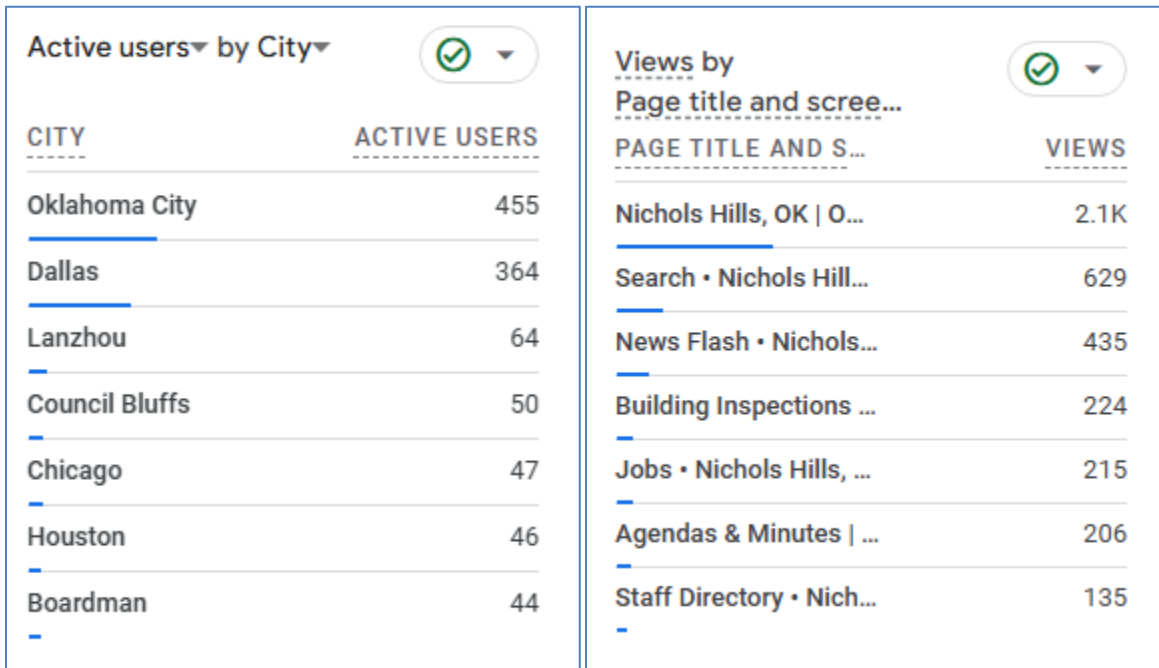 Active users by City
CITY ACTIVE USERS
Oklahoma City 455
Dallas 364
Lanzhou 64
Council Bluffs 50
Chicago 47
Houston 46
Boardman 44
Views by
Page title and scree...
PAGE TITLE AND S... VIEWS
Nichols Hills, OK | O... 2.1K
Search • Nichols Hill... 629
News Flash • Nichols... 435
Building Inspections ... 224
Jobs • Nichols Hills, ... 215
Agendas & Minutes | ... 206
Staff Directory • Nich... 135